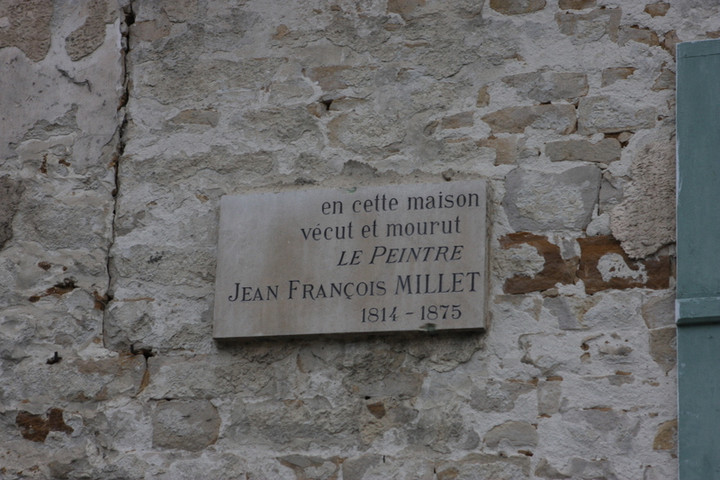 en cette maison
vécut et mourut
LE PEINTRE
JEAN FRANÇOIS MILLET
1814 - 1875